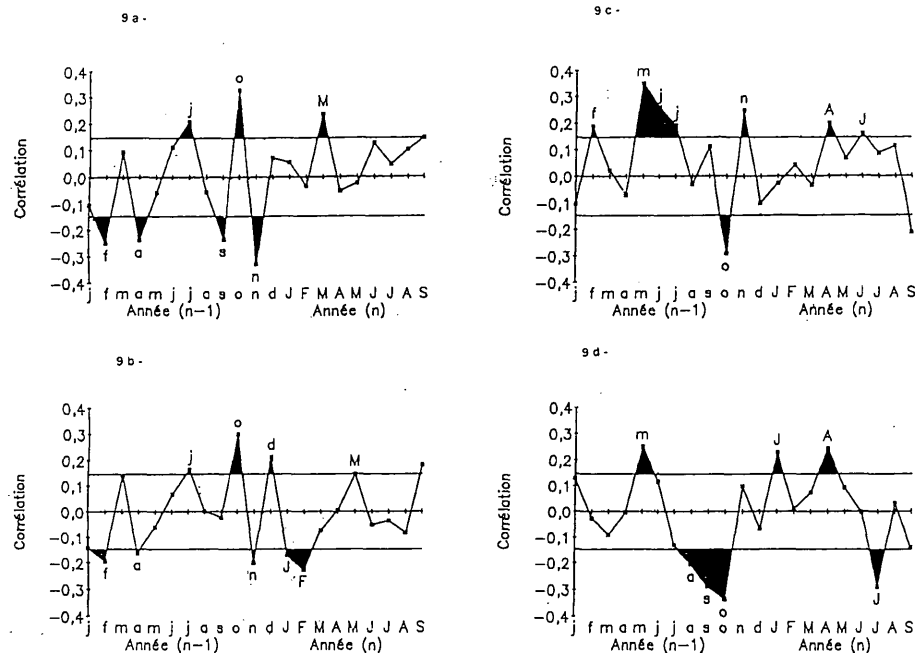 9a-
0,4
0,3
0,2
0,1
0,0
-0,1
-0,2
-0,3
-0,4
Corrélation
f a j s o n M
j f m a m j j a s o n d J F M A M J J A S
Année (n-1) Année (n)
9c-
0,4
0,3
0,2
0,1
0,0
-0,1
-0,2
-0,3
-0,4
Corrélation
f m j j o n A J
j f m a m j j a s o n d J F M A M J J A S
Année (n-1) Année (n)
9b-
0,4
0,3
0,2
0,1
0,0
-0,1
-0,2
-0,3
-0,4
Corrélation
f a j o n d J F M
j f m a m j j a s o n d J F M A M J J A S
Année (n-1) Année (n)
9d-
0,4
0,3
0,2
0,1
0,0
-0,1
-0,2
-0,3
-0,4
Corrélation
m a s o J A J
j f m a m j j a s o n d J F M A M J J A S
Année (n-1) Année (n)